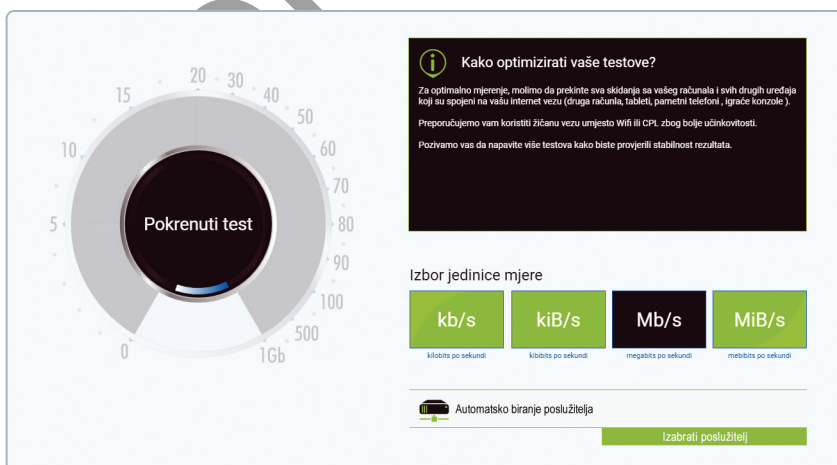 Kako optimizirati vaše testove?
Za optimalno mjerenje, molimo da prekinte sva skidanja sa vašeg računala i svih drugih uređaja
koji su spojeni na vašu internet vezu (druga računla, tableti, pametni telefoni , igraće konzole ).
Preporučujemo vam koristiti žičanu vezu umjesto Wifi ili CPL zbog bolje učinkovitosti.
Pozivamo vas da napavite više testova kako biste provjerili stabilnost rezultata.
0
5
10
15
20
30
40
50
60
70
80
90
100
500
1Gb
Pokrenuti test
Izbor jedinice mjere
kb/s
kiB/s
Mb/s
MiB/s
kilobits po sekundi
kibibits po sekundi
megabits po sekundi
mebibits po sekundi
Automatsko biranje poslužitelja
Izabrati poslužitelj